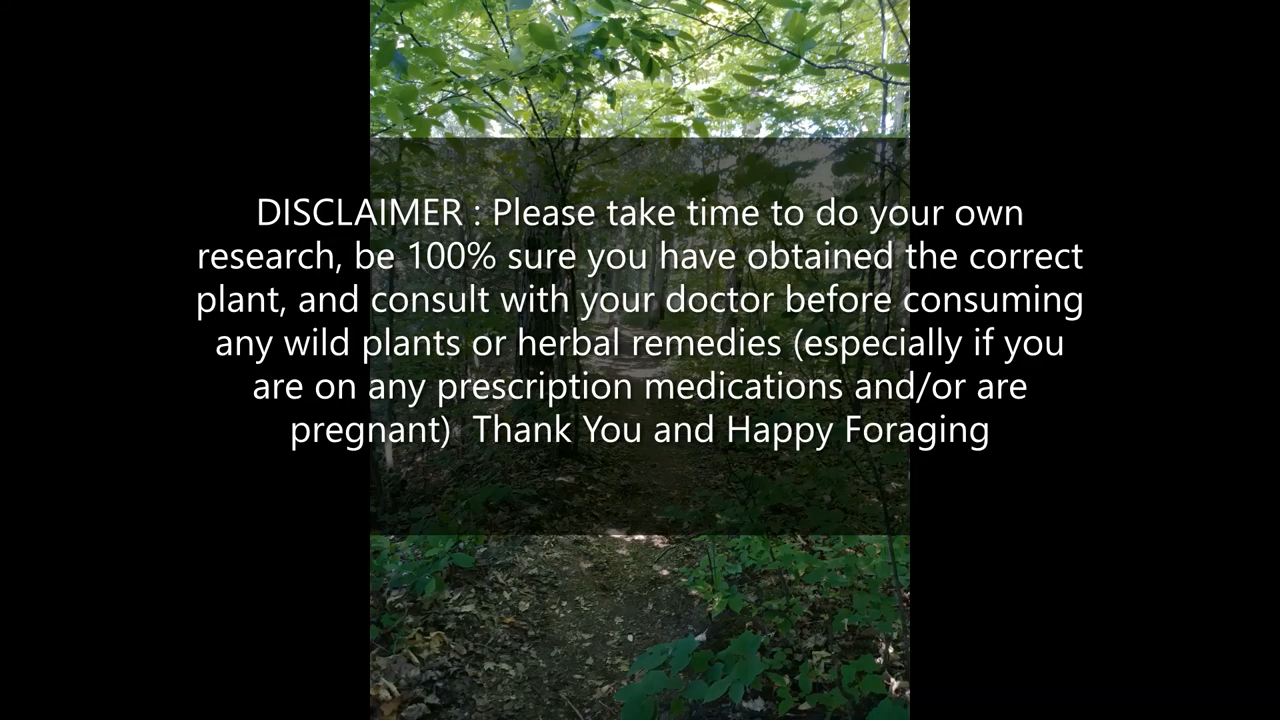 DISCLAIMER : Please take time to do your own
research, be 100% sure you have obtained the correct
plant, and consult with your doctor before consuming
any wild plants or herbal remedies (especially if you
are on any prescription medications and/or are
pregnant)  Thank You and Happy Foraging